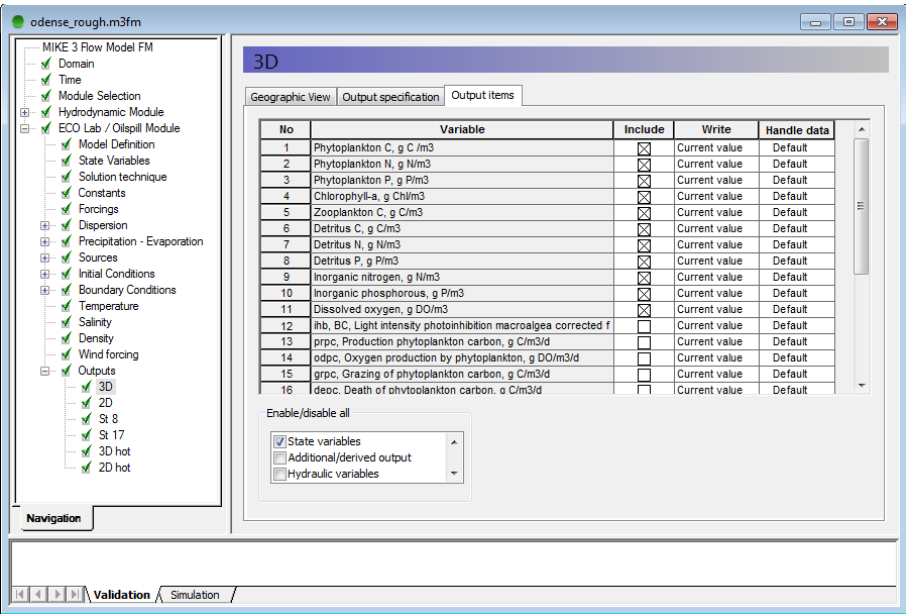 odense_rough.m3fm
MIKE 3 Flow Model FM
Domain
Time
Module Selection
Hydrodynamic Module
ECO Lab / Oilspill Module
Model Definition
State Variables
Solution technique
Constants
Forcings
Dispersion
Precipitation - Evaporation
Sources
Initial Conditions
Boundary Conditions
Temperature
Salinity
Density
Wind forcing
Outputs
3D
2D
St 8
St 17
3D hot
2D hot
Navigation
3D
Geographic View Output specification Output items
No Variable Include Write Handle data
1 Phytoplankton C, g C /m3 Current value Default
2 Phytoplankton N, g N/m3 Current value Default
3 Phytoplankton P, g P/m3 Current value Default
4 Chlorophyll-a, g Chl/m3 Current value Default
5 Zooplankton C, g C/m3 Current value Default
6 Detritus C, g C/m3 Current value Default
7 Detritus N, g N/m3 Current value Default
8 Detritus P, g P/m3 Current value Default
9 Inorganic nitrogen, g N/m3 Current value Default
10 Inorganic phosphorous, g P/m3 Current value Default
11 Dissolved oxygen, g DO/m3 Current value Default
12 ihb, BC, Light intensity photoinhibition macroalgea corrected f Current value Default
13 prpc, Production phytoplankton carbon, g C/m3/d Current value Default
14 odpc, Oxygen production by phytoplankton, g DO/m3/d Current value Default
15 grpc, Grazing of phytoplankton carbon, g C/m3/d Current value Default
16 depc, Death of phytoplankton carbon, g C/m3/d Current value Default
Enable/disable all
State variables
Additional/derived output
Hydraulic variables
Validation Simulation